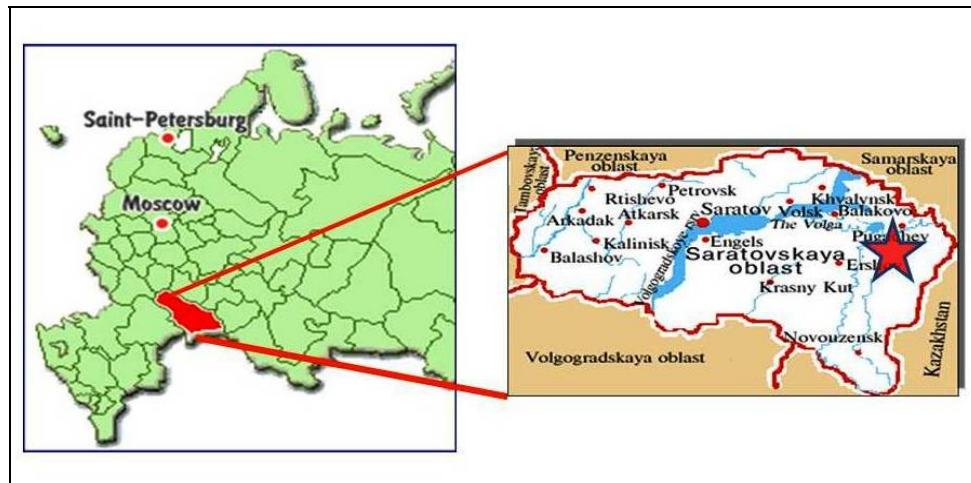 Saint-Petersburg
Moscow
Tambovskaya
oblast
Penzenskaya
oblast
Samarskaya
oblast
Rtishevo
Petrovsk
Khvalynsk
Arkadak
Atkarsk
Saratov
Volsk
Balakovo
The Volga
Kalinisk
Engels
Balashov
Saratovskaya
oblast
Krasny Kut
Novouzensk
Volgogradskaya oblast
Kazakhstan